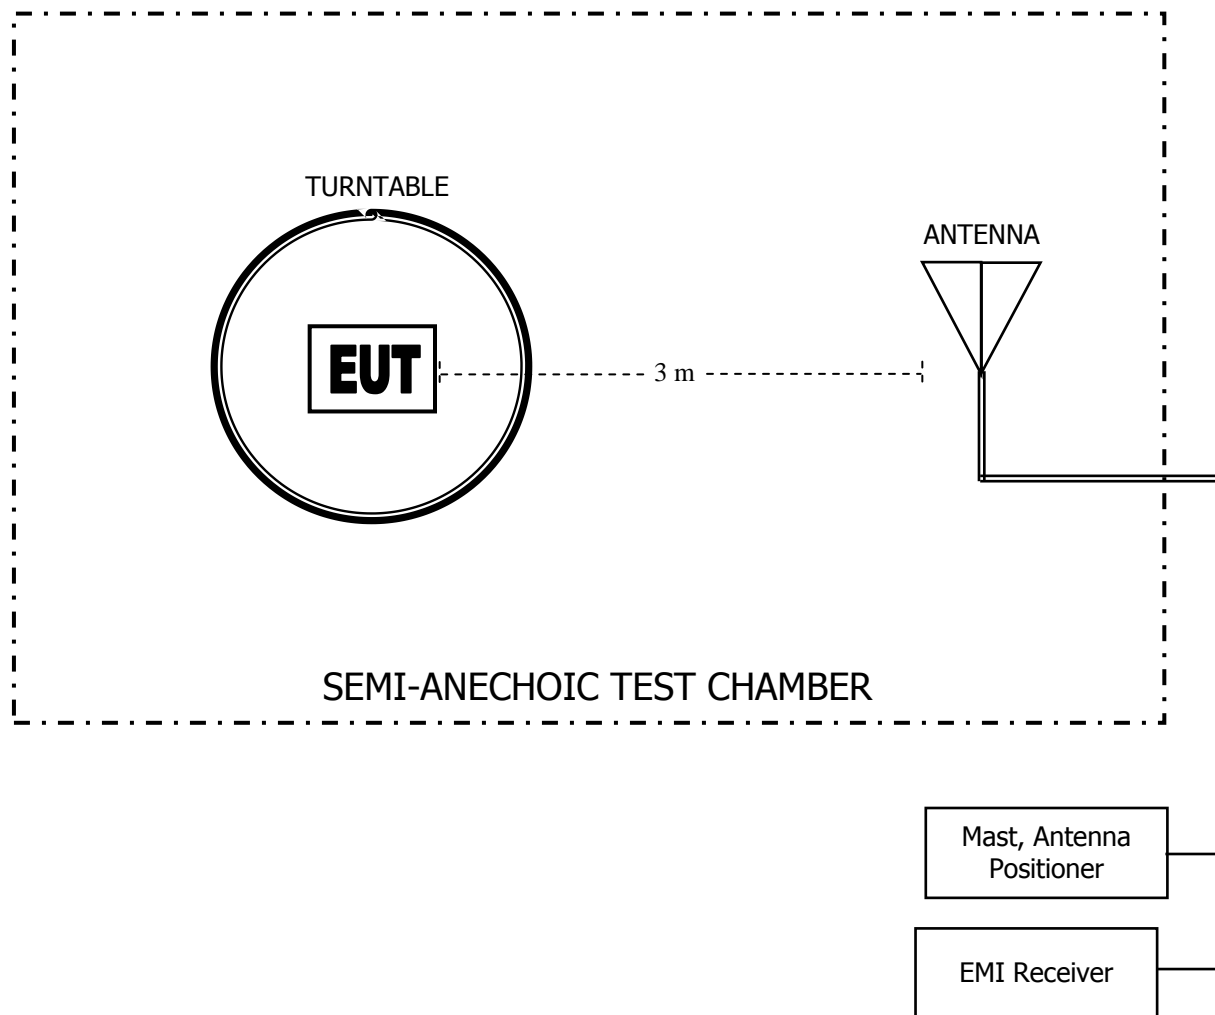 TURNTABLE
ANTENNA
EUT
3 m
SEMI-ANECHOIC TEST CHAMBER
Mast, Antenna
Positioner
EMI Receiver